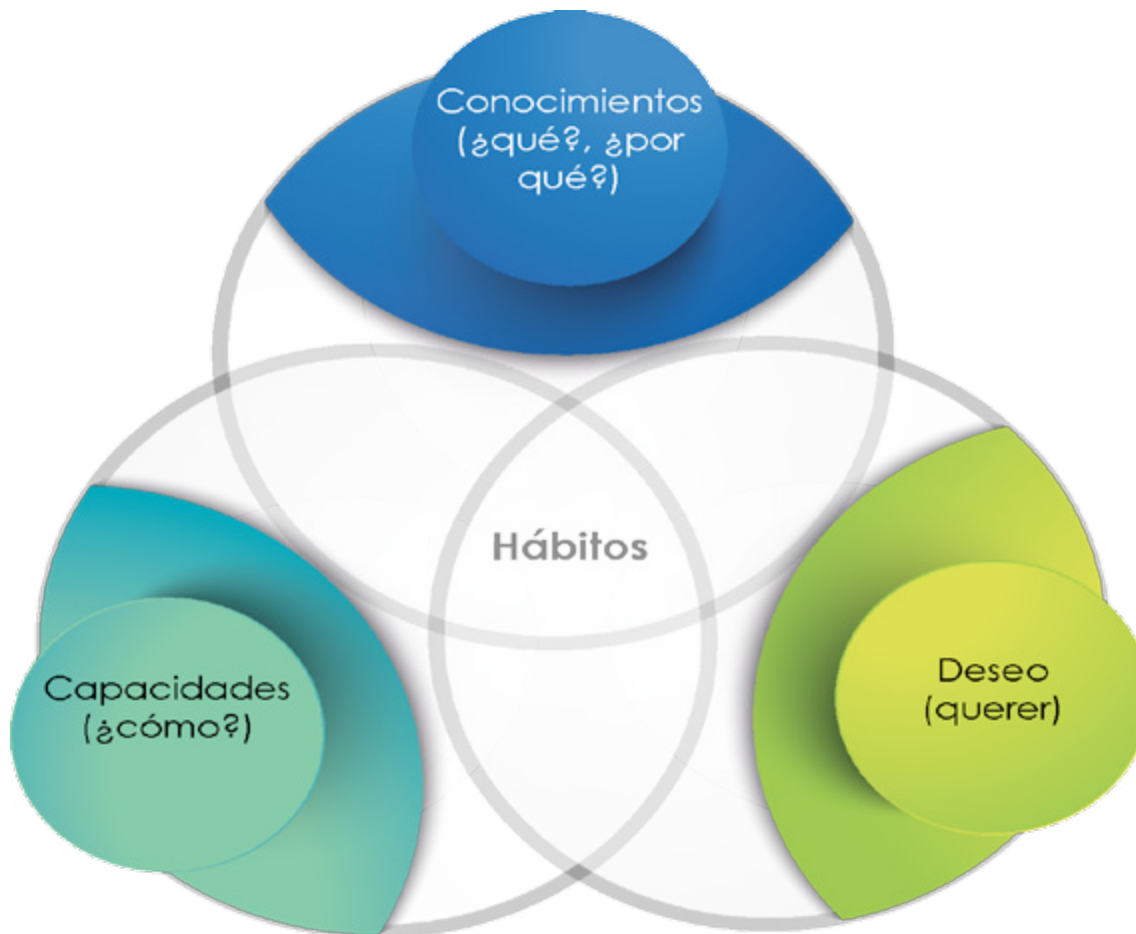 Conocimientos
(¿qué?, ¿por
qué?)
Hábitos
Capacidades
(¿cómo?)
Deseo
(querer)